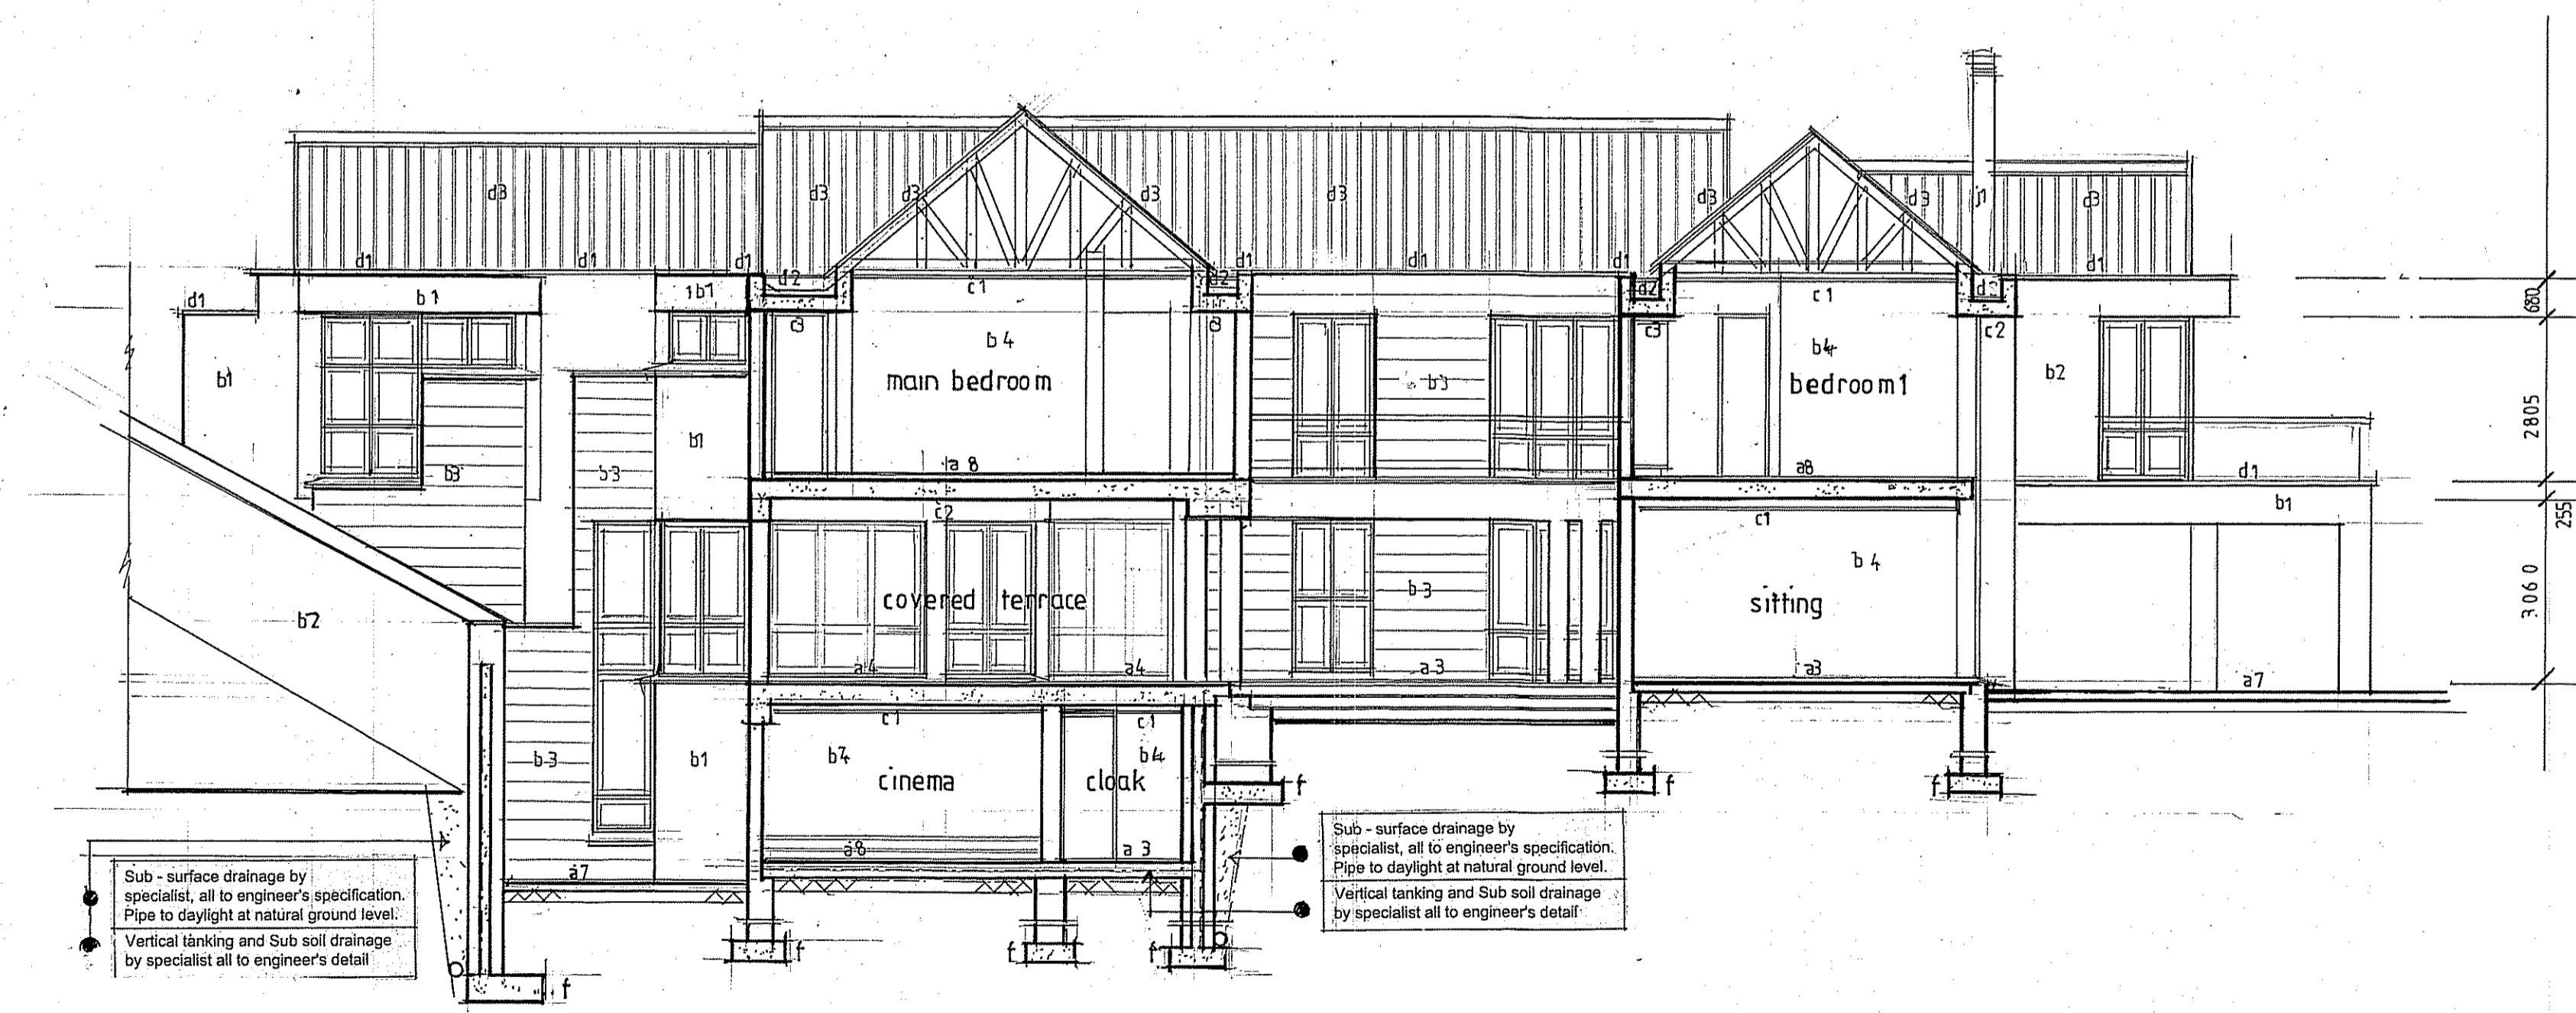 d3 d3 d3 d3 d3 d3 d3 j1 d3
d1 d1 d1 d1 d1 d1 d1
d1 b1 b1 d2 c1 d2 d2 c1 680
c3 c3 c2
b1 b4 b4 b2
main bedroom b3 bedroom1 2805
b1
b3 b3 a8 a8 d1
c2 c1 b1 255
b4
b2 covered terrace b3 sitting 3060
a4 a4 a3 a3 a7
c1 c1
b3 b1 b4 b4
cinema cloak f f f
a8 a3
a7
Sub - surface drainage by
specialist, all to engineer's specification.
Pipe to daylight at natural ground level.
Vertical tanking and Sub soil drainage
by specialist all to engineer's detail
Sub - surface drainage by
specialist, all to engineer's specification.
Pipe to daylight at natural ground level.
Vertical tanking and Sub soil drainage
by specialist all to engineer's detail
f f f
f